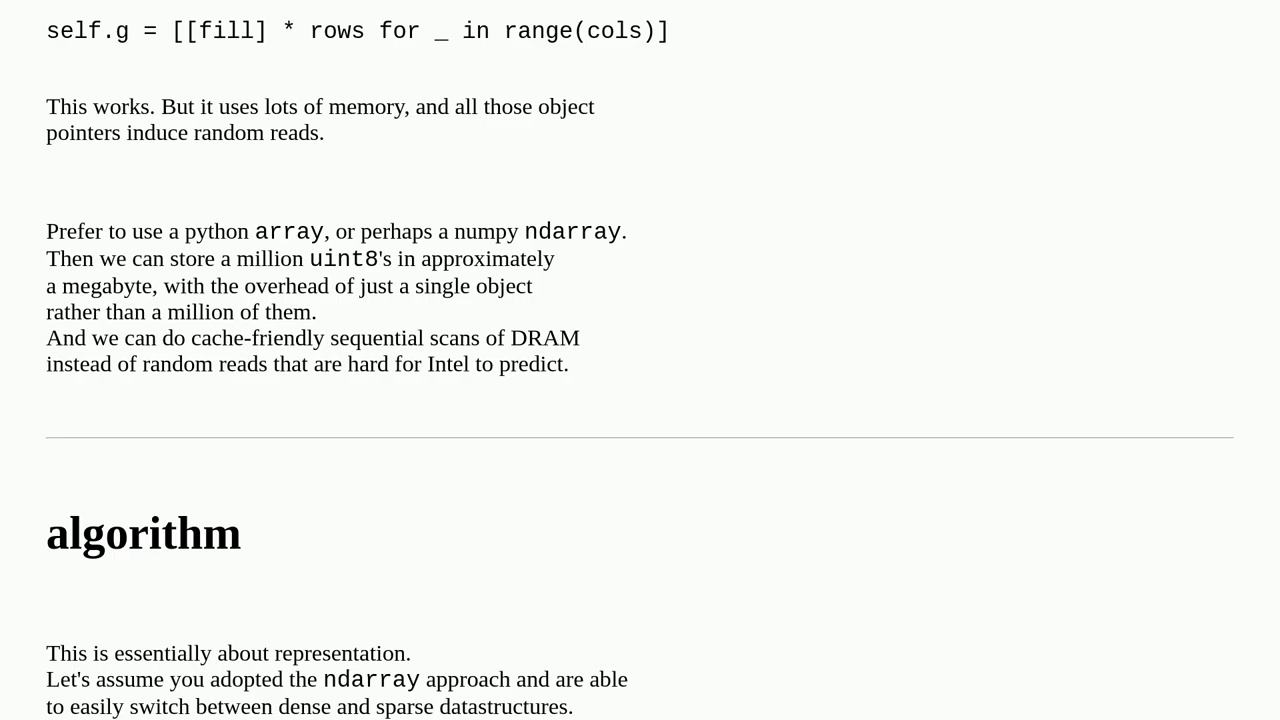 self.g = [[fill] * rows for _ in range(cols)]
This works. But it uses lots of memory, and all those object
pointers induce random reads.
Prefer to use a python array, or perhaps a numpy ndarray.
Then we can store a million uint8's in approximately
a megabyte, with the overhead of just a single object
rather than a million of them.
And we can do cache-friendly sequential scans of DRAM
instead of random reads that are hard for Intel to predict.
algorithm
This is essentially about representation.
Let's assume you adopted the ndarray approach and are able
to easily switch between dense and sparse datastructures.